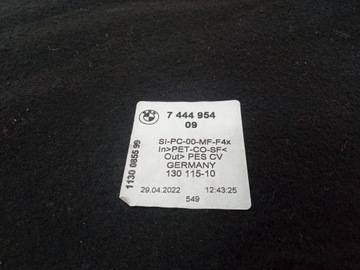 7 444 954
09
SI-PC-00-MF-F4x
In>PET-CO-SF<
Out> PES CV
GERMANY
130 115-10
29.04.2022 12:43:25
549
1130 0855 99